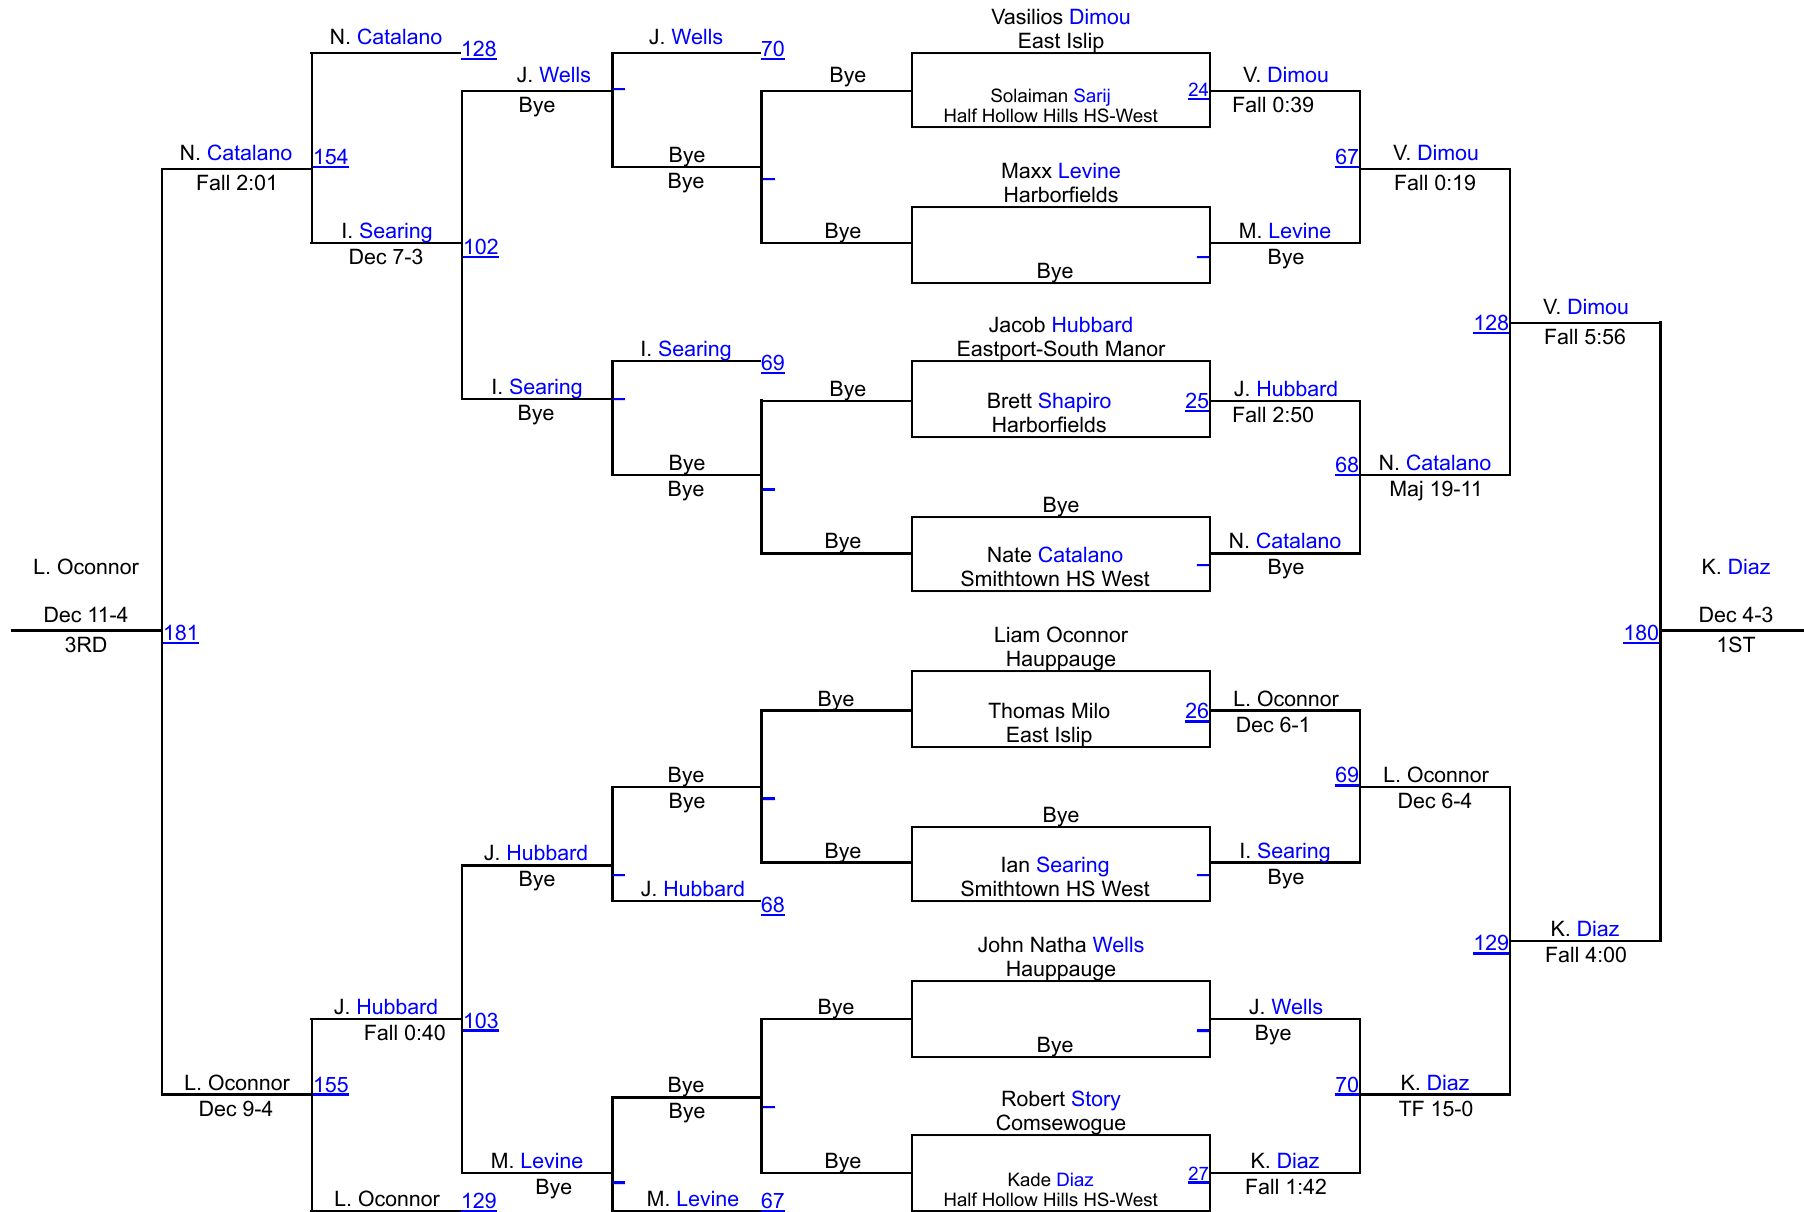 Vasilios Dimou
East Islip
N. Catalano 128
J. Wells 70
J. Wells
Bye
Bye
Solaiman Sarij 24
Half Hollow Hills HS-West
V. Dimou
Fall 0:39
N. Catalano 154
Fall 2:01
Bye
Bye
Maxx Levine
Harborfields
67 V. Dimou
Fall 0:19
I. Searing
Dec 7-3
102
Bye
Bye
M. Levine
Bye
Jacob Hubbard
Eastport-South Manor
128 V. Dimou
Fall 5:56
I. Searing 69
I. Searing
Bye
Bye
Brett Shapiro 25
Harborfields
J. Hubbard
Fall 2:50
Bye
Bye
68 N. Catalano
Maj 19-11
Bye
Bye
Nate Catalano
Smithtown HS West
N. Catalano
Bye
L. Oconnor
Dec 11-4
3RD
181
K. Diaz
180 Dec 4-3
1ST
Liam Oconnor
Hauppauge
Bye
Thomas Milo 26
East Islip
L. Oconnor
Dec 6-1
Bye
Bye
69 L. Oconnor
Dec 6-4
Bye
J. Hubbard
Bye
Bye
Ian Searing
Smithtown HS West
I. Searing
Bye
J. Hubbard 68
John Natha Wells
Hauppauge
129 K. Diaz
Fall 4:00
J. Hubbard 103
Fall 0:40
Bye
Bye
J. Wells
Bye
L. Oconnor 155
Dec 9-4
Bye
Bye
Robert Story
Comsewogue
70 K. Diaz
TF 15-0
M. Levine
Bye
Bye
Kade Diaz 27
Half Hollow Hills HS-West
K. Diaz
Fall 1:42
L. Oconnor 129
M. Levine 67